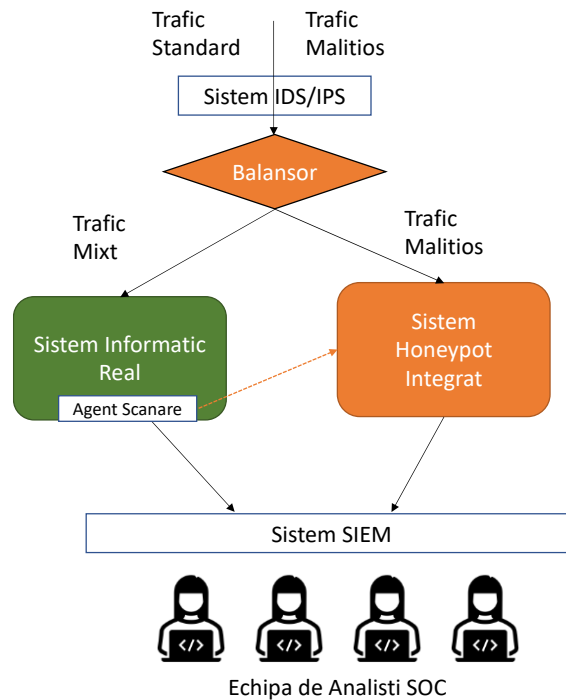 Trafic
Standard
Trafic
Malitios
Sistem IDS/IPS
Balansor
Trafic
Mixt
Trafic
Malitios
Sistem Informatic
Real
Agent Scanare
Sistem
Honeypot
Integrat
Sistem SIEM
</> </> </> </>
Echipa de Analisti SOC